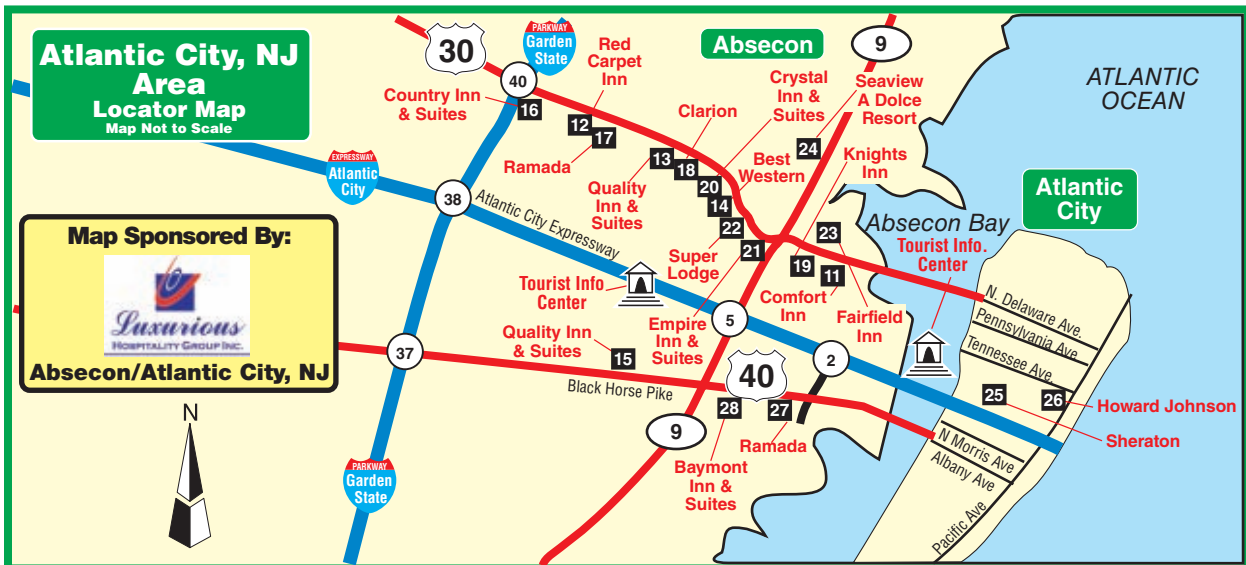 Atlantic City, NJ
Area
Locator Map
Map Not to Scale
30
PARKWAY
Garden
State
40
Red
Carpet
Inn
Absecon
9
Country Inn
& Suites
16
12
17
Ramada
Clarion
Crystal
Inn &
Suites
Seaview
A Dolce
Resort
ATLANTIC
OCEAN
13
18
20
14
22
21
24
Quality
Inn &
Suites
Best
Western
Knights
Inn
EXPRESSWAY
Atlantic
City
38
Atlantic City Expressway
Super
Lodge
23
19
11
Absecon Bay
Tourist Info.
Center
Atlantic
City
Map Sponsored By:
Luxurious
HOSPITALITY GROUP INC.
Absecon/Atlantic City, NJ
Tourist Info
Center
Comfort
Inn
Fairfield
Inn
N. Delaware Ave.
Pennsylvania Ave.
Tennessee Ave.
5
Empire
Inn &
Suites
Quality Inn
& Suites
15
37
2
40
Black Horse Pike
28
27
25
26
Howard Johnson
Sheraton
N
9
Ramada
Baymont
Inn &
Suites
N Morris Ave
Albany Ave
Pacific Ave
PARKWAY
Garden
State